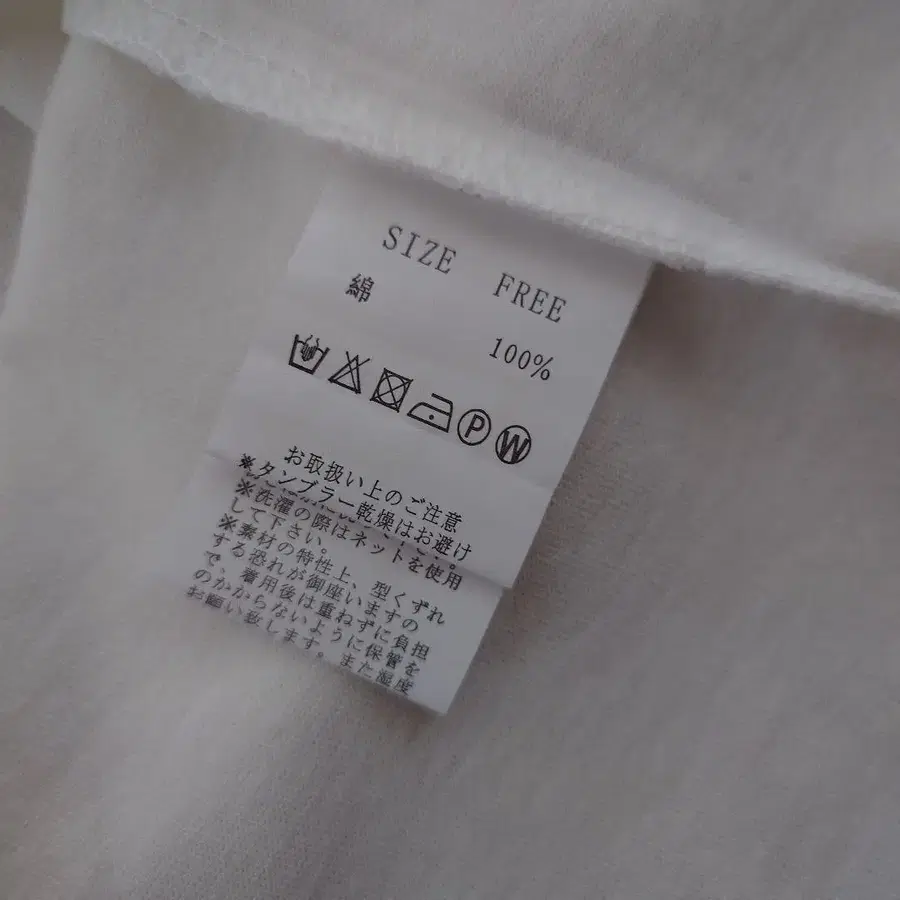 SIZE FREE
綿
100%
P W
お取扱い上のご注意
※タンブラー乾燥はお避け
※洗濯の際はネットを使用
して下さい。
※素材の特性上、型くずれ
する恐れが御座いますの
で、着用後は重ねずに負担
のかからないように保管を
お願い致します。また湿度